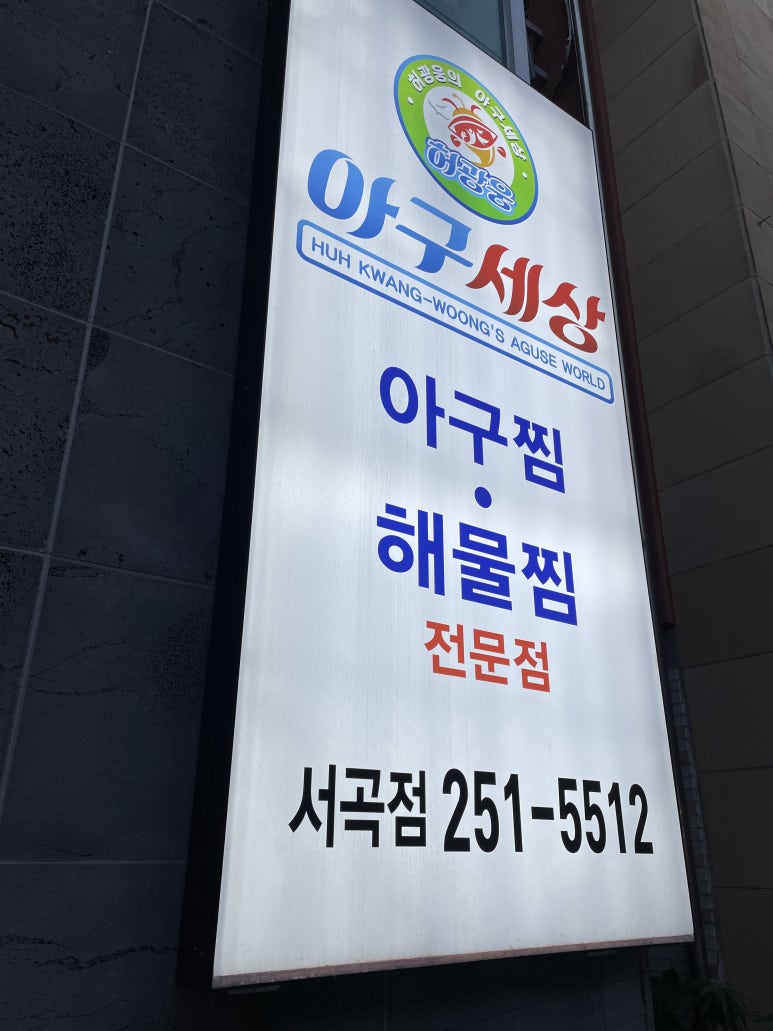 허광웅의 아구세상
허광웅
아구세상
HUH KWANG-WOONG'S AGUSE WORLD
아구찜
·
해물찜
전문점
서곡점 251-5512